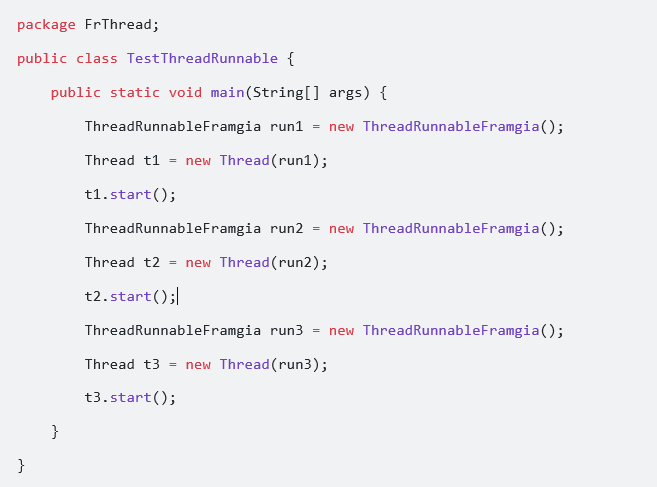 package FrThread;
public class TestThreadRunnable {
    public static void main(String[] args) {
        ThreadRunnableFramgia run1 = new ThreadRunnableFramgia();
        Thread t1 = new Thread(run1);
        t1.start();
        ThreadRunnableFramgia run2 = new ThreadRunnableFramgia();
        Thread t2 = new Thread(run2);
        t2.start();
        ThreadRunnableFramgia run3 = new ThreadRunnableFramgia();
        Thread t3 = new Thread(run3);
        t3.start();
    }
}